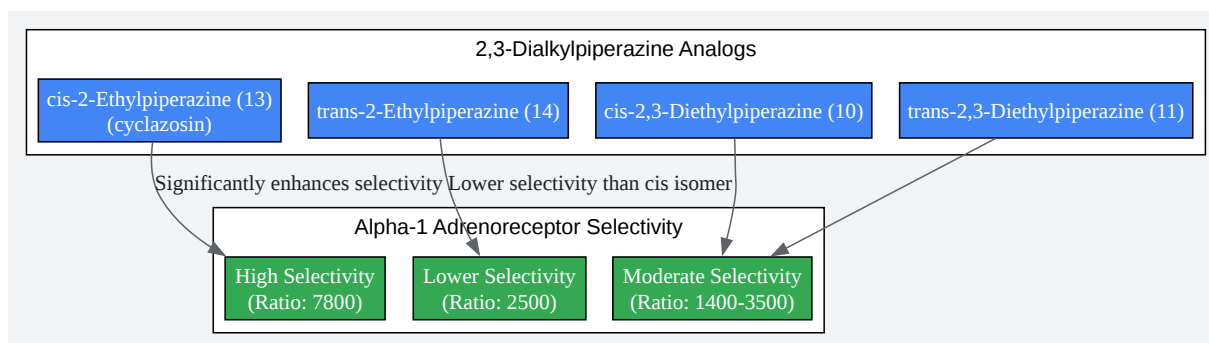 2,3-Dialkylpiperazine Analogs
cis-2-Ethylpiperazine (13)
(cyclazosin)
trans-2-Ethylpiperazine (14)
cis-2,3-Diethylpiperazine (10)
trans-2,3-Diethylpiperazine (11)
Significantly enhances selectivity
Lower selectivity than cis isomer
Alpha-1 Adrenoreceptor Selectivity
High Selectivity
(Ratio: 7800)
Lower Selectivity
(Ratio: 2500)
Moderate Selectivity
(Ratio: 1400-3500)